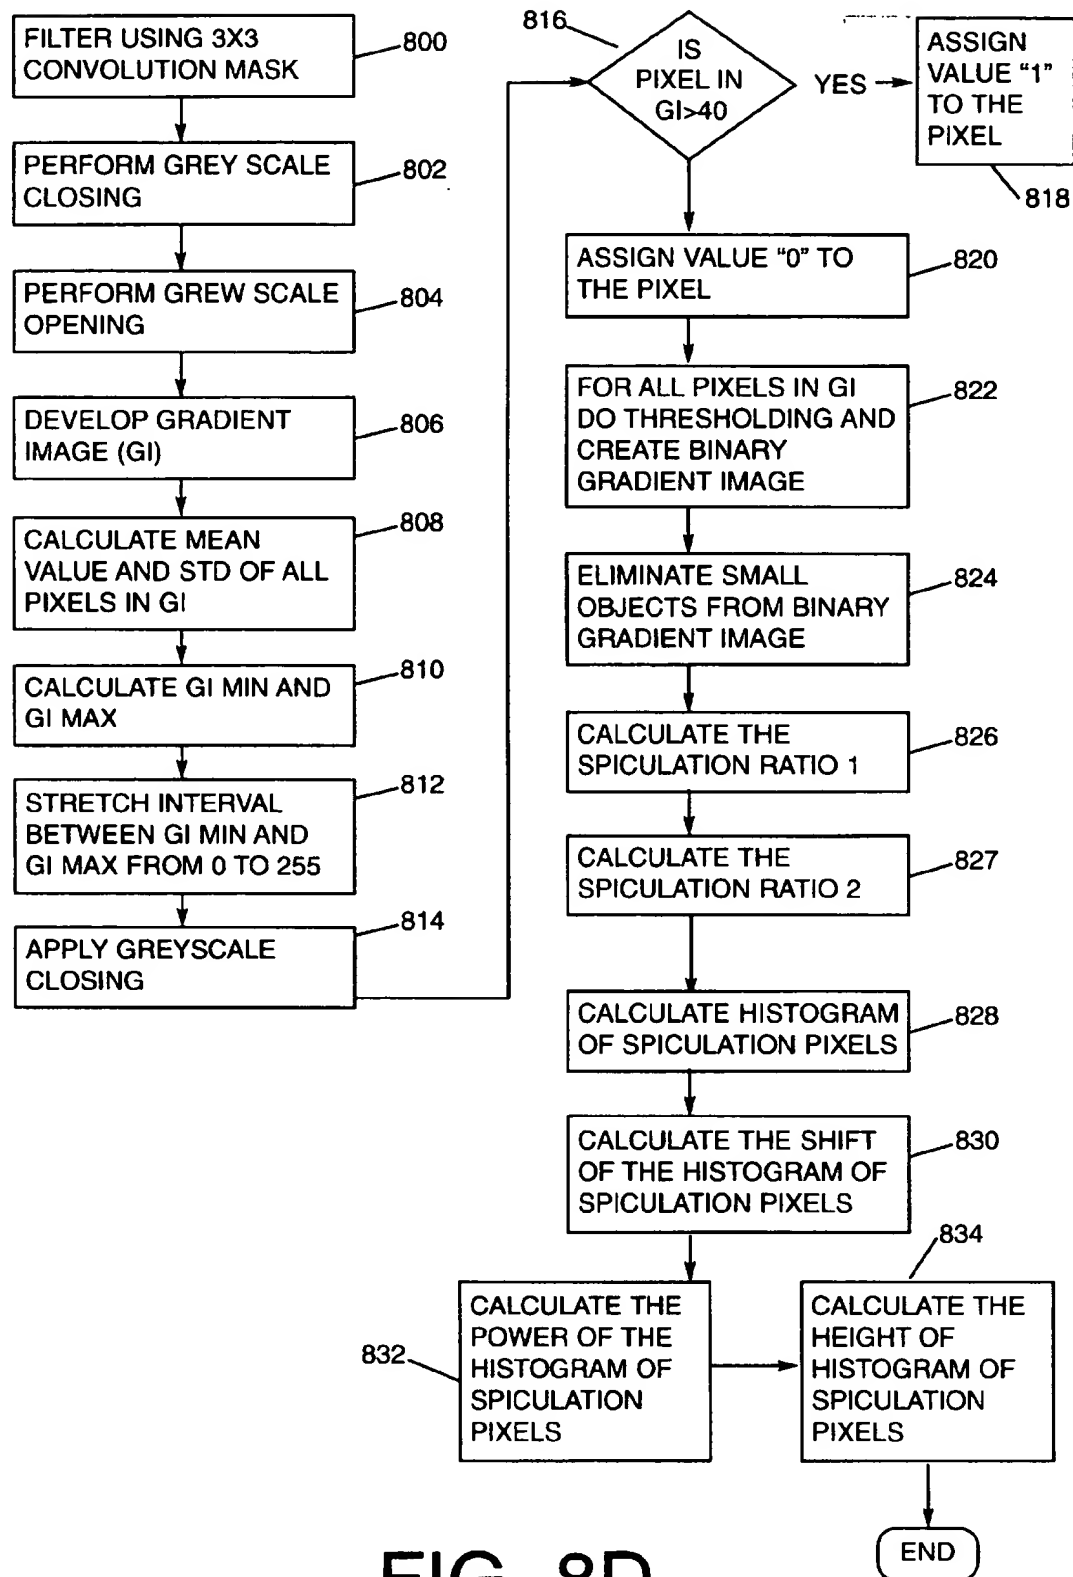 FILTER USING 3X3
CONVOLUTION MASK
800
PERFORM GREY SCALE
CLOSING
802
PERFORM GREW SCALE
OPENING
804
DEVELOP GRADIENT
IMAGE (GI)
806
CALCULATE MEAN
VALUE AND STD OF ALL
PIXELS IN GI
808
CALCULATE GI MIN AND
GI MAX
810
STRETCH INTERVAL
BETWEEN GI MIN AND
GI MAX FROM 0 TO 255
812
APPLY GREYSCALE
CLOSING
814
816
IS
PIXEL IN
GI>40
YES
ASSIGN
VALUE “1”
TO THE
PIXEL
818
ASSIGN VALUE “0” TO
THE PIXEL
820
FOR ALL PIXELS IN GI
DO THRESHOLDING AND
CREATE BINARY
GRADIENT IMAGE
822
ELIMINATE SMALL
OBJECTS FROM BINARY
GRADIENT IMAGE
824
CALCULATE THE
SPICULATION RATIO 1
826
CALCULATE THE
SPICULATION RATIO 2
827
CALCULATE HISTOGRAM
OF SPICULATION PIXELS
828
CALCULATE THE SHIFT
OF THE HISTOGRAM OF
SPICULATION PIXELS
830
CALCULATE THE
POWER OF THE
HISTOGRAM OF
SPICULATION
PIXELS
832
834
CALCULATE THE
HEIGHT OF
HISTOGRAM OF
SPICULATION
PIXELS
END
FIG. 8D